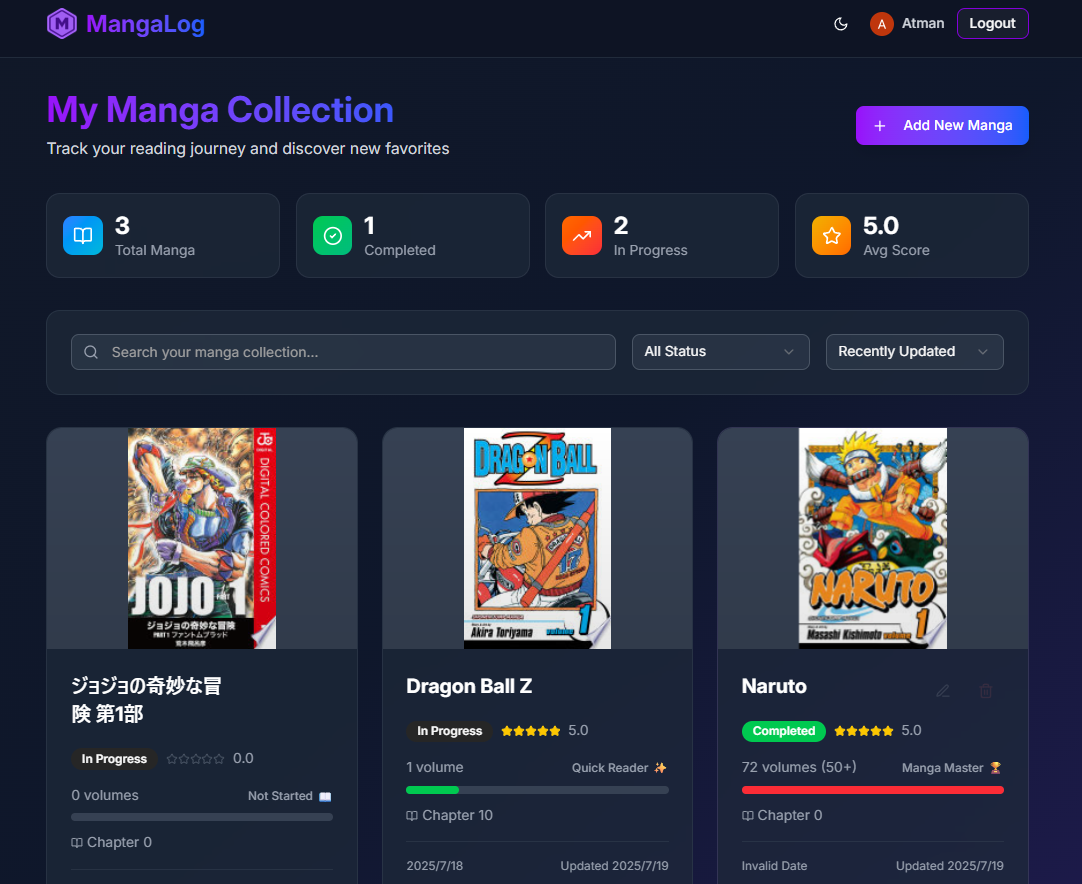 MangaLog
A
Atman
Logout
My Manga Collection
Track your reading journey and discover new favorites
+ Add New Manga
3
Total Manga
1
Completed
2
In Progress
5.0
Avg Score
Search your manga collection...
All Status
Recently Updated
DIGITAL COLORED COMICS
JOJO
PART 1
ジョジョの奇妙な冒険
PART1 ファントムブラッド
荒木飛呂彦
DRAGON BALL
Z
Akira Toriyama
volume 1
NARUTO
Masashi Kishimoto
volume 1
ジョジョの奇妙な冒
険 第1部
In Progress
0.0
0 volumes
Not Started
Chapter 0
Dragon Ball Z
In Progress
5.0
1 volume
Quick Reader
Chapter 10
2025/7/18
Updated 2025/7/19
Naruto
Completed
5.0
72 volumes (50+)
Manga Master
Chapter 0
Invalid Date
Updated 2025/7/19